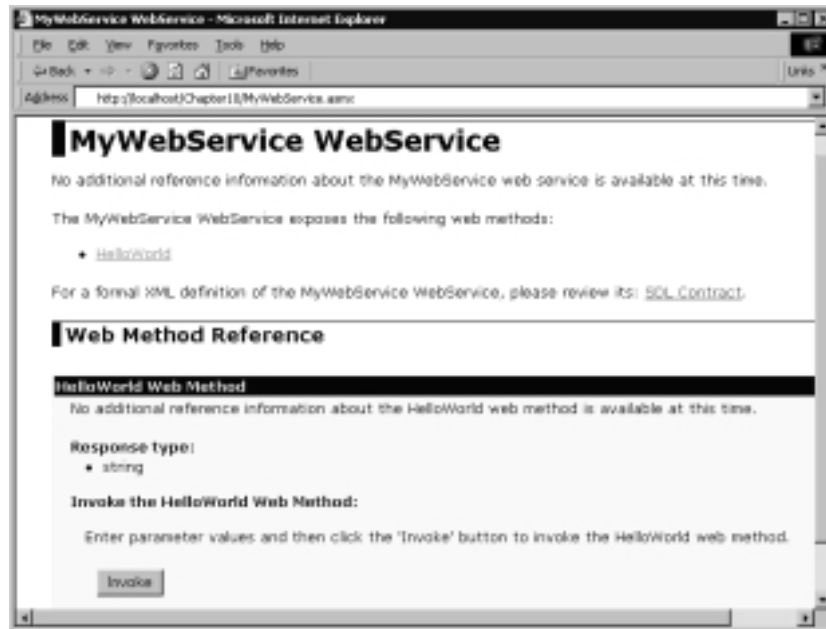 MyWebService WebService - Microsoft Internet Explorer
File Edit View Favorites Tools Help
Back Favorites Links
Address http://localhost/Chapter18/MyWebService.asmx
MyWebService WebService
No additional reference information about the MyWebService web service is available at this time.
The MyWebService WebService exposes the following web methods:
• HelloWorld
For a formal XML definition of the MyWebService WebService, please review its: SDL Contract.
Web Method Reference
HelloWorld Web Method
No additional reference information about the HelloWorld web method is available at this time.
Response type:
• string
Invoke the HelloWorld Web Method:
Enter parameter values and then click the 'Invoke' button to invoke the HelloWorld web method.
Invoke